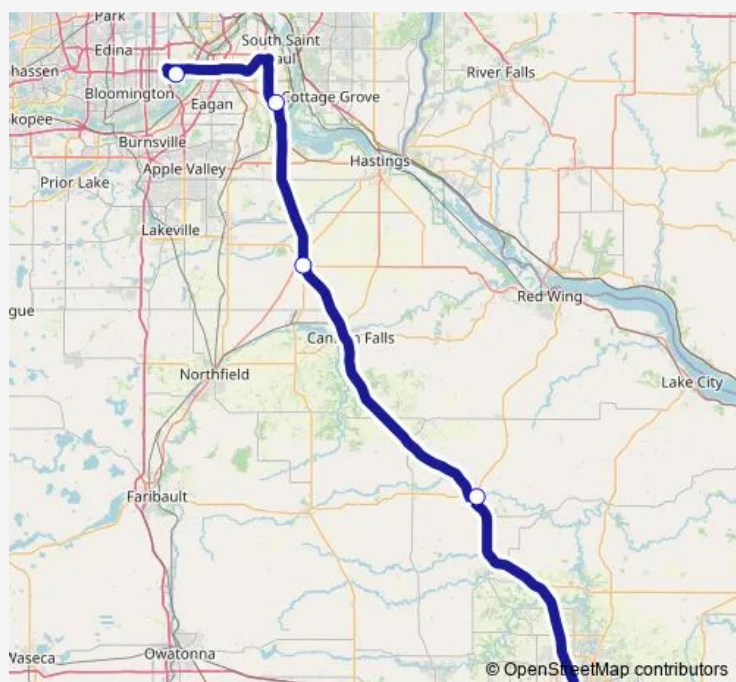 Park
Edina
South Saint
aul
hassen
River Falls
Bloomington
Eagan
Cottage Grove
kopee
Burnsville
Hastings
Apple Valley
Prior Lake
Lakeville
Red Wing
gue
Can n Falls
Northfield
Lake City
Faribault
Owatonna
Waseca
© OpenStreetMap contributors